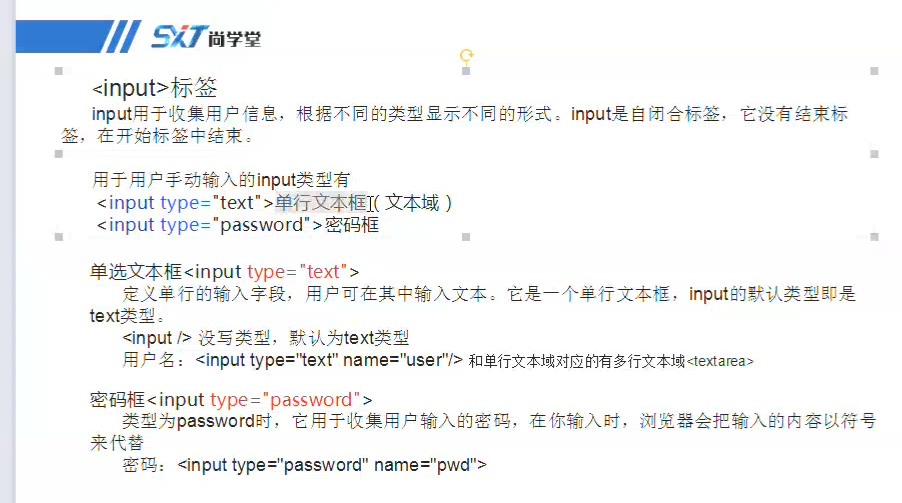 SXT尚学堂
<input>标签
input用于收集用户信息，根据不同的类型显示不同的形式。input是自闭合标签，它没有结束标
签，在开始标签中结束。
用于用户手动输入的input类型有
<input type="text">单行文本框( 文本域 )
<input type="password">密码框
单选文本框<input type="text">
定义单行的输入字段，用户可在其中输入文本。它是一个单行文本框，input的默认类型即是
text类型。
<input /> 没写类型，默认为text类型
用户名：<input type="text" name="user"/> 和单行文本域对应的有多行文本域<textarea>
密码框<input type="password">
类型为password时，它用于收集用户输入的密码，在你输入时，浏览器会把输入的内容以符号
来代替
密码：<input type="password" name="pwd">